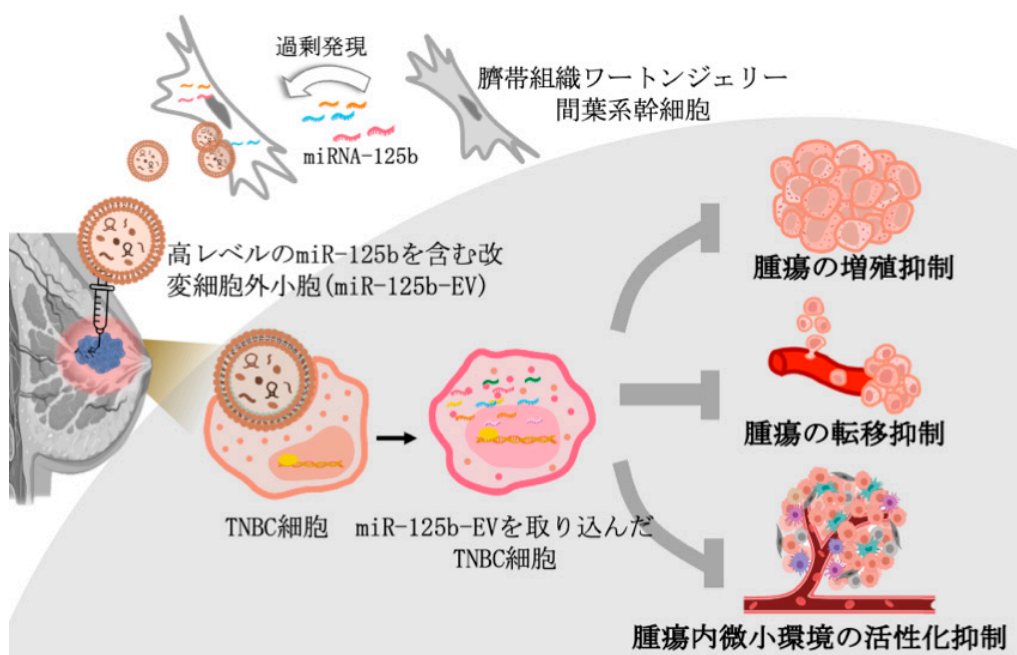 過剰発現
miRNA-125b
臍帯組織ワートンジェリー
間葉系幹細胞
高レベルのmiR-125bを含む改
変細胞外小胞(miR-125b-EV)
TNBC細胞
miR-125b-EVを取り込んだ
TNBC細胞
腫瘍の増殖抑制
腫瘍の転移抑制
腫瘍内微小環境の活性化抑制